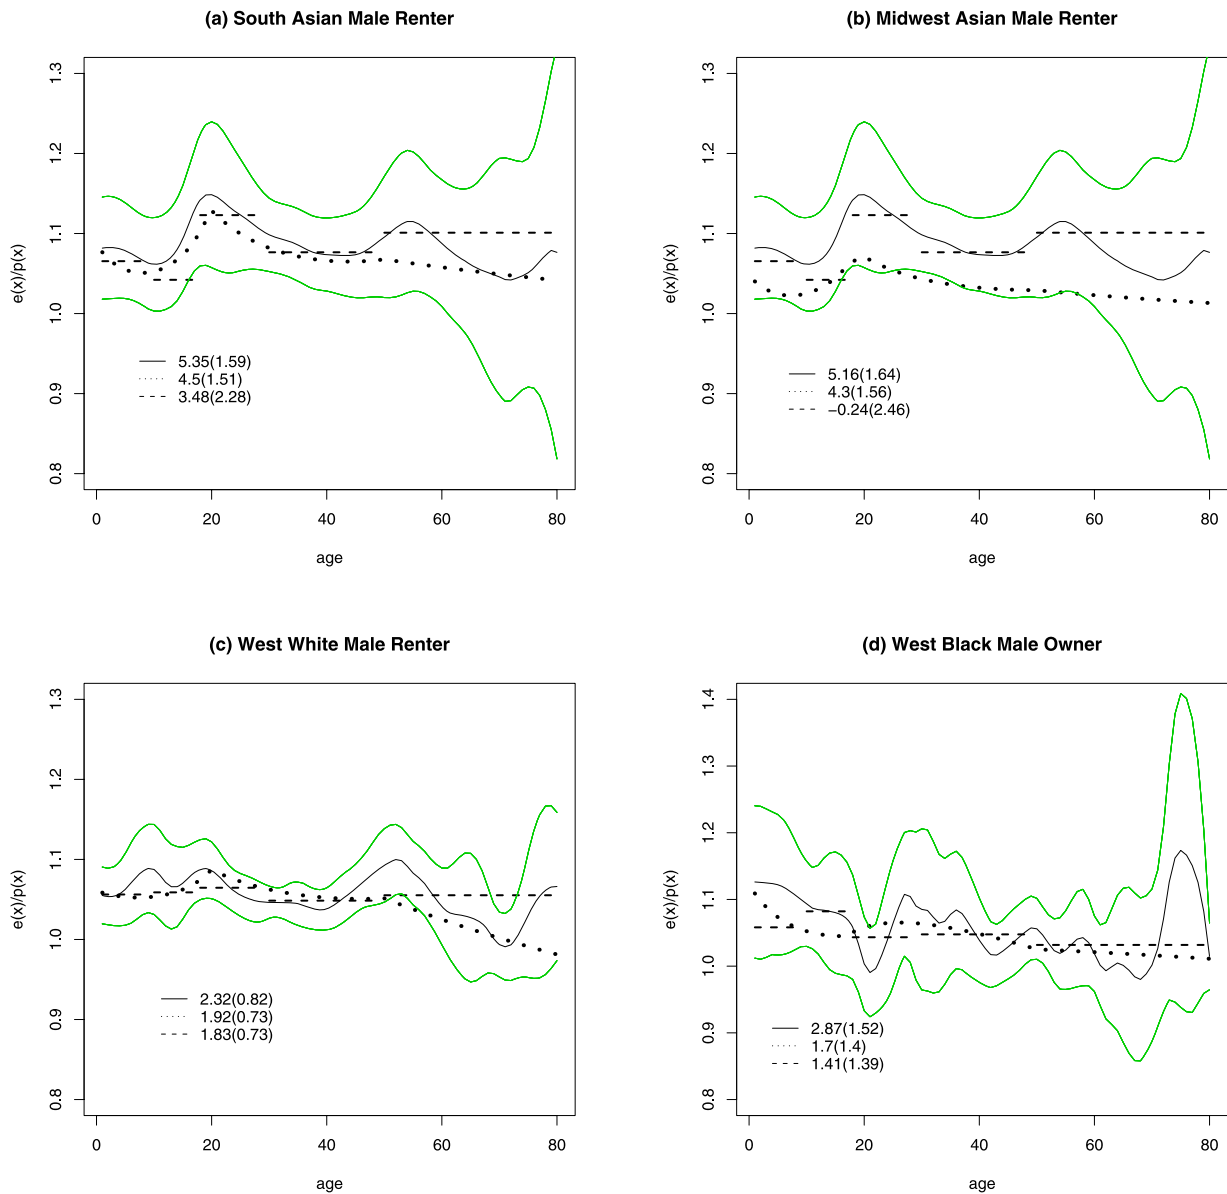 (a) South Asian Male Renter
e(x)/p(x)
1.3
1.2
1.1
1.0
0.9
0.8
5.35(1.59)
4.5(1.51)
3.48(2.28)
0 20 40 60 80
age
(b) Midwest Asian Male Renter
e(x)/p(x)
1.3
1.2
1.1
1.0
0.9
0.8
5.16(1.64)
4.3(1.56)
−0.24(2.46)
0 20 40 60 80
age
(c) West White Male Renter
e(x)/p(x)
1.3
1.2
1.1
1.0
0.9
0.8
2.32(0.82)
1.92(0.73)
1.83(0.73)
0 20 40 60 80
age
(d) West Black Male Owner
e(x)/p(x)
1.4
1.3
1.2
1.1
1.0
0.9
0.8
2.87(1.52)
1.7(1.4)
1.41(1.39)
0 20 40 60 80
age